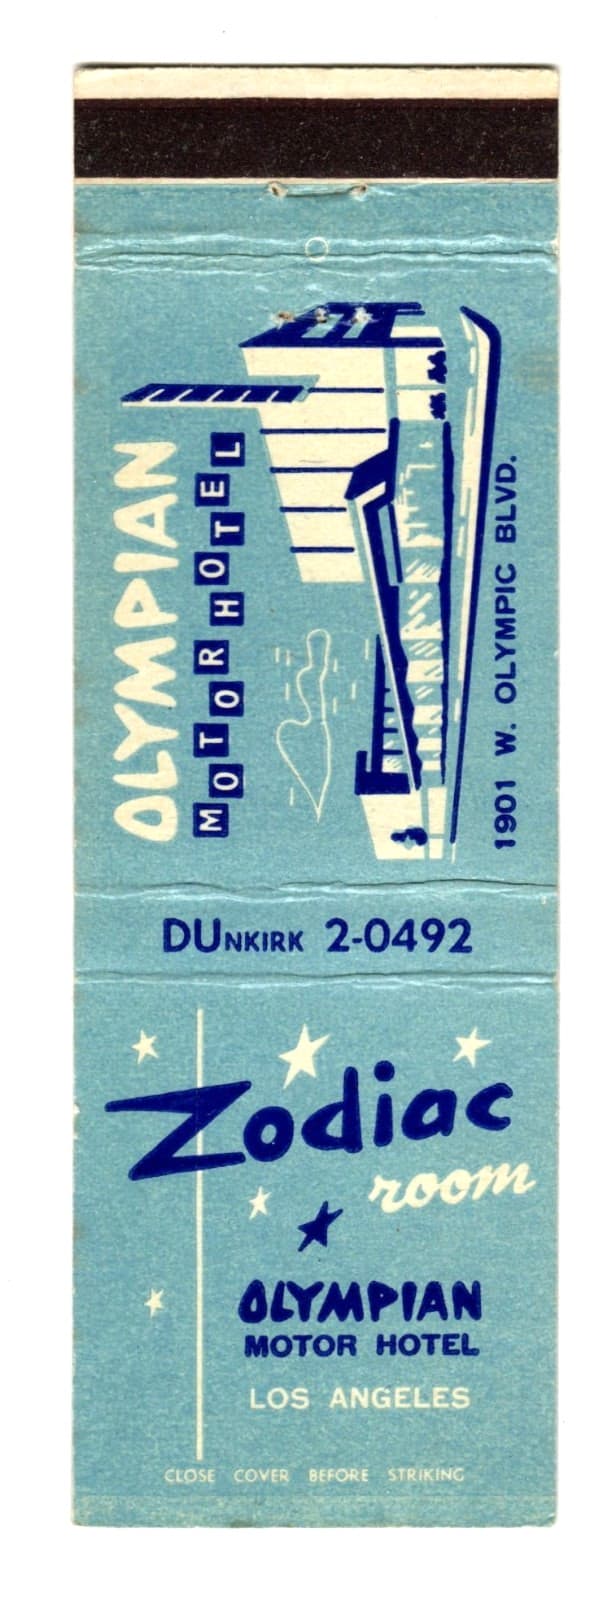 OLYMPIAN
MOTOR HOTEL
1901 W. OLYMPIC BLVD.
DUNKIRK 2-0492
Zodiac
room
OLYMPIAN
MOTOR HOTEL
LOS ANGELES
CLOSE COVER BEFORE STRIKING